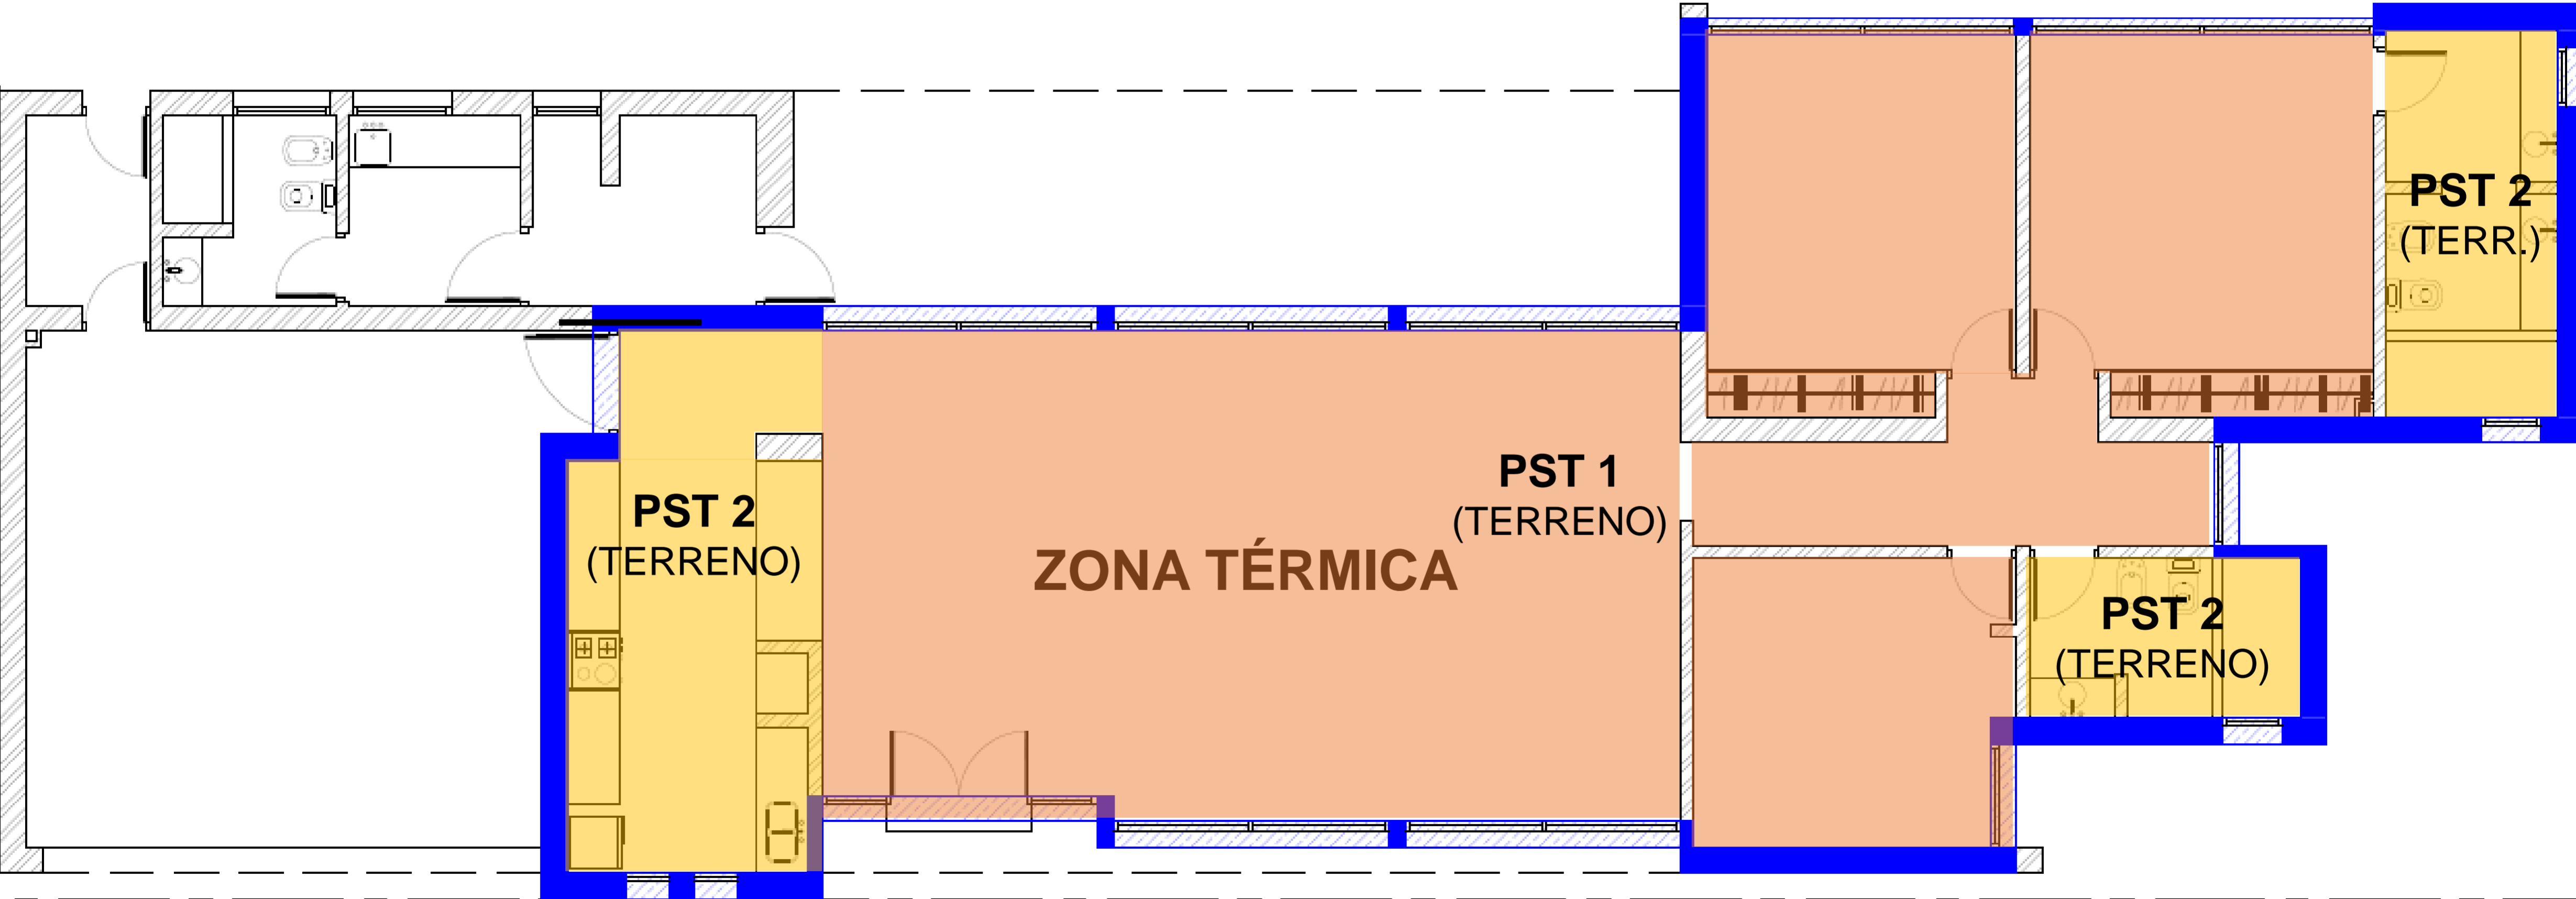 PST 2
(TERR.)
PST 1
(TERRENO)
PST 2
(TERRENO)
ZONA TÉRMICA
PST 2
(TERRENO)